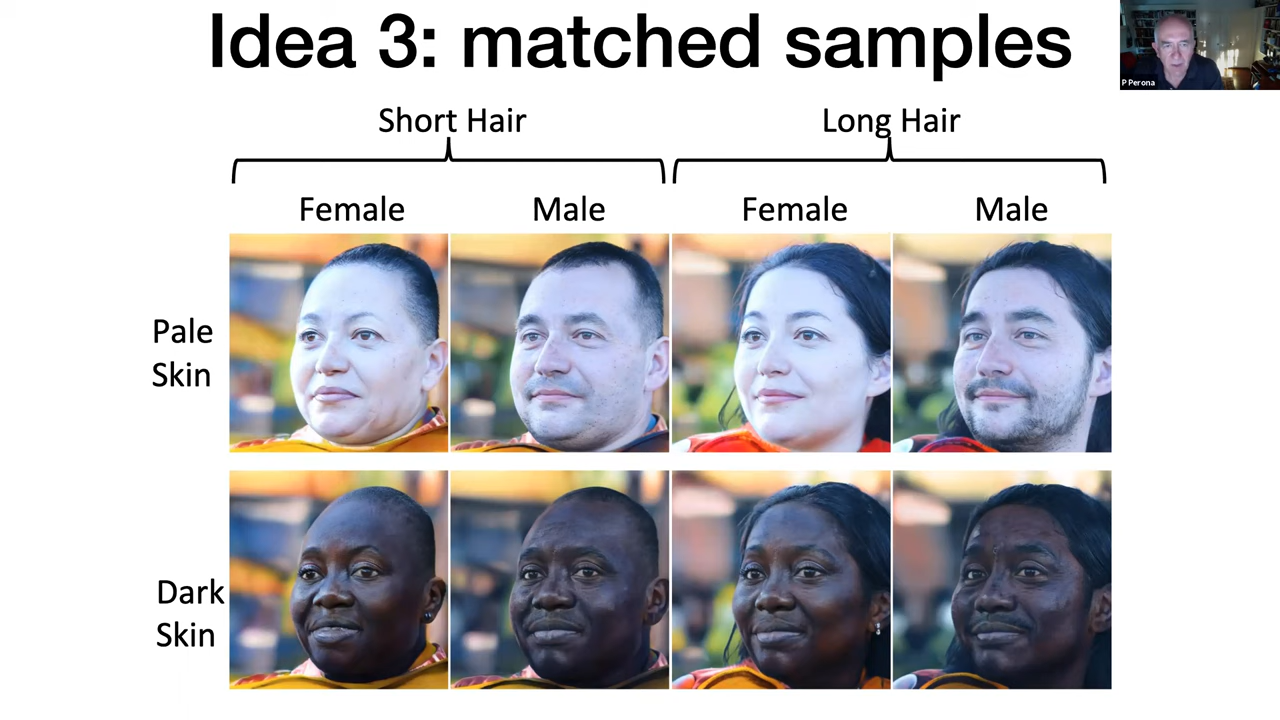 Idea 3: matched samples
P Perona
Short Hair
Long Hair
Female
Male
Female
Male
Pale
Skin
Dark
Skin